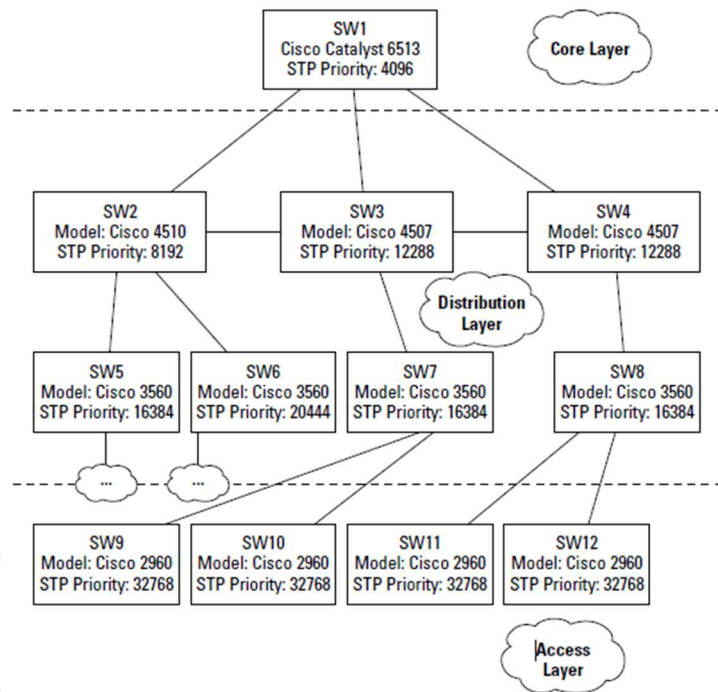 SW1
Cisco Catalyst 6513
STP Priority: 4096
Core Layer
SW2
Model: Cisco 4510
STP Priority: 8192
SW3
Model: Cisco 4507
STP Priority: 12288
SW4
Model: Cisco 4507
STP Priority: 12288
Distribution
Layer
SW5
Model: Cisco 3560
STP Priority: 16384
SW6
Model: Cisco 3560
STP Priority: 20444
SW7
Model: Cisco 3560
STP Priority: 16384
SW8
Model: Cisco 3560
STP Priority: 16384
...
...
SW9
Model: Cisco 2960
STP Priority: 32768
SW10
Model: Cisco 2960
STP Priority: 32768
SW11
Model: Cisco 2960
STP Priority: 32768
SW12
Model: Cisco 2960
STP Priority: 32768
Access
Layer